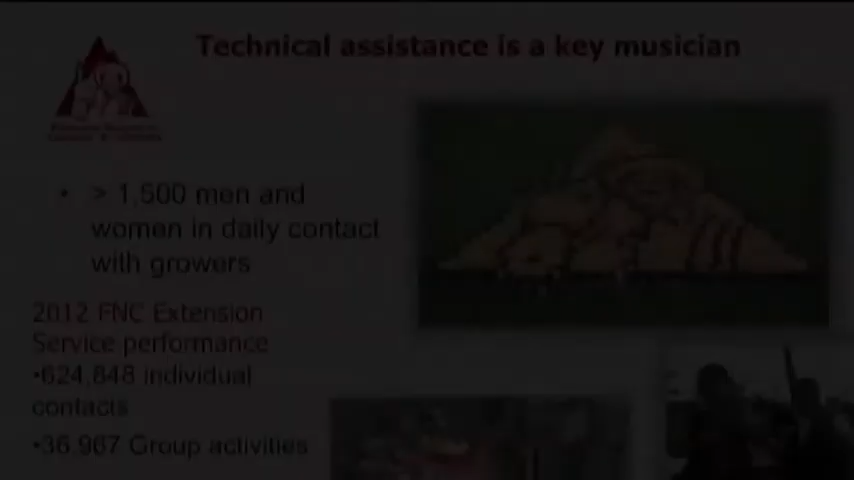 Technical assistance is a key musician
• > 1,500 men and
women in daily contact
with growers
2012 FNC Extension
Service performance
•624,848 individual
contacts
•36,967 Group activities